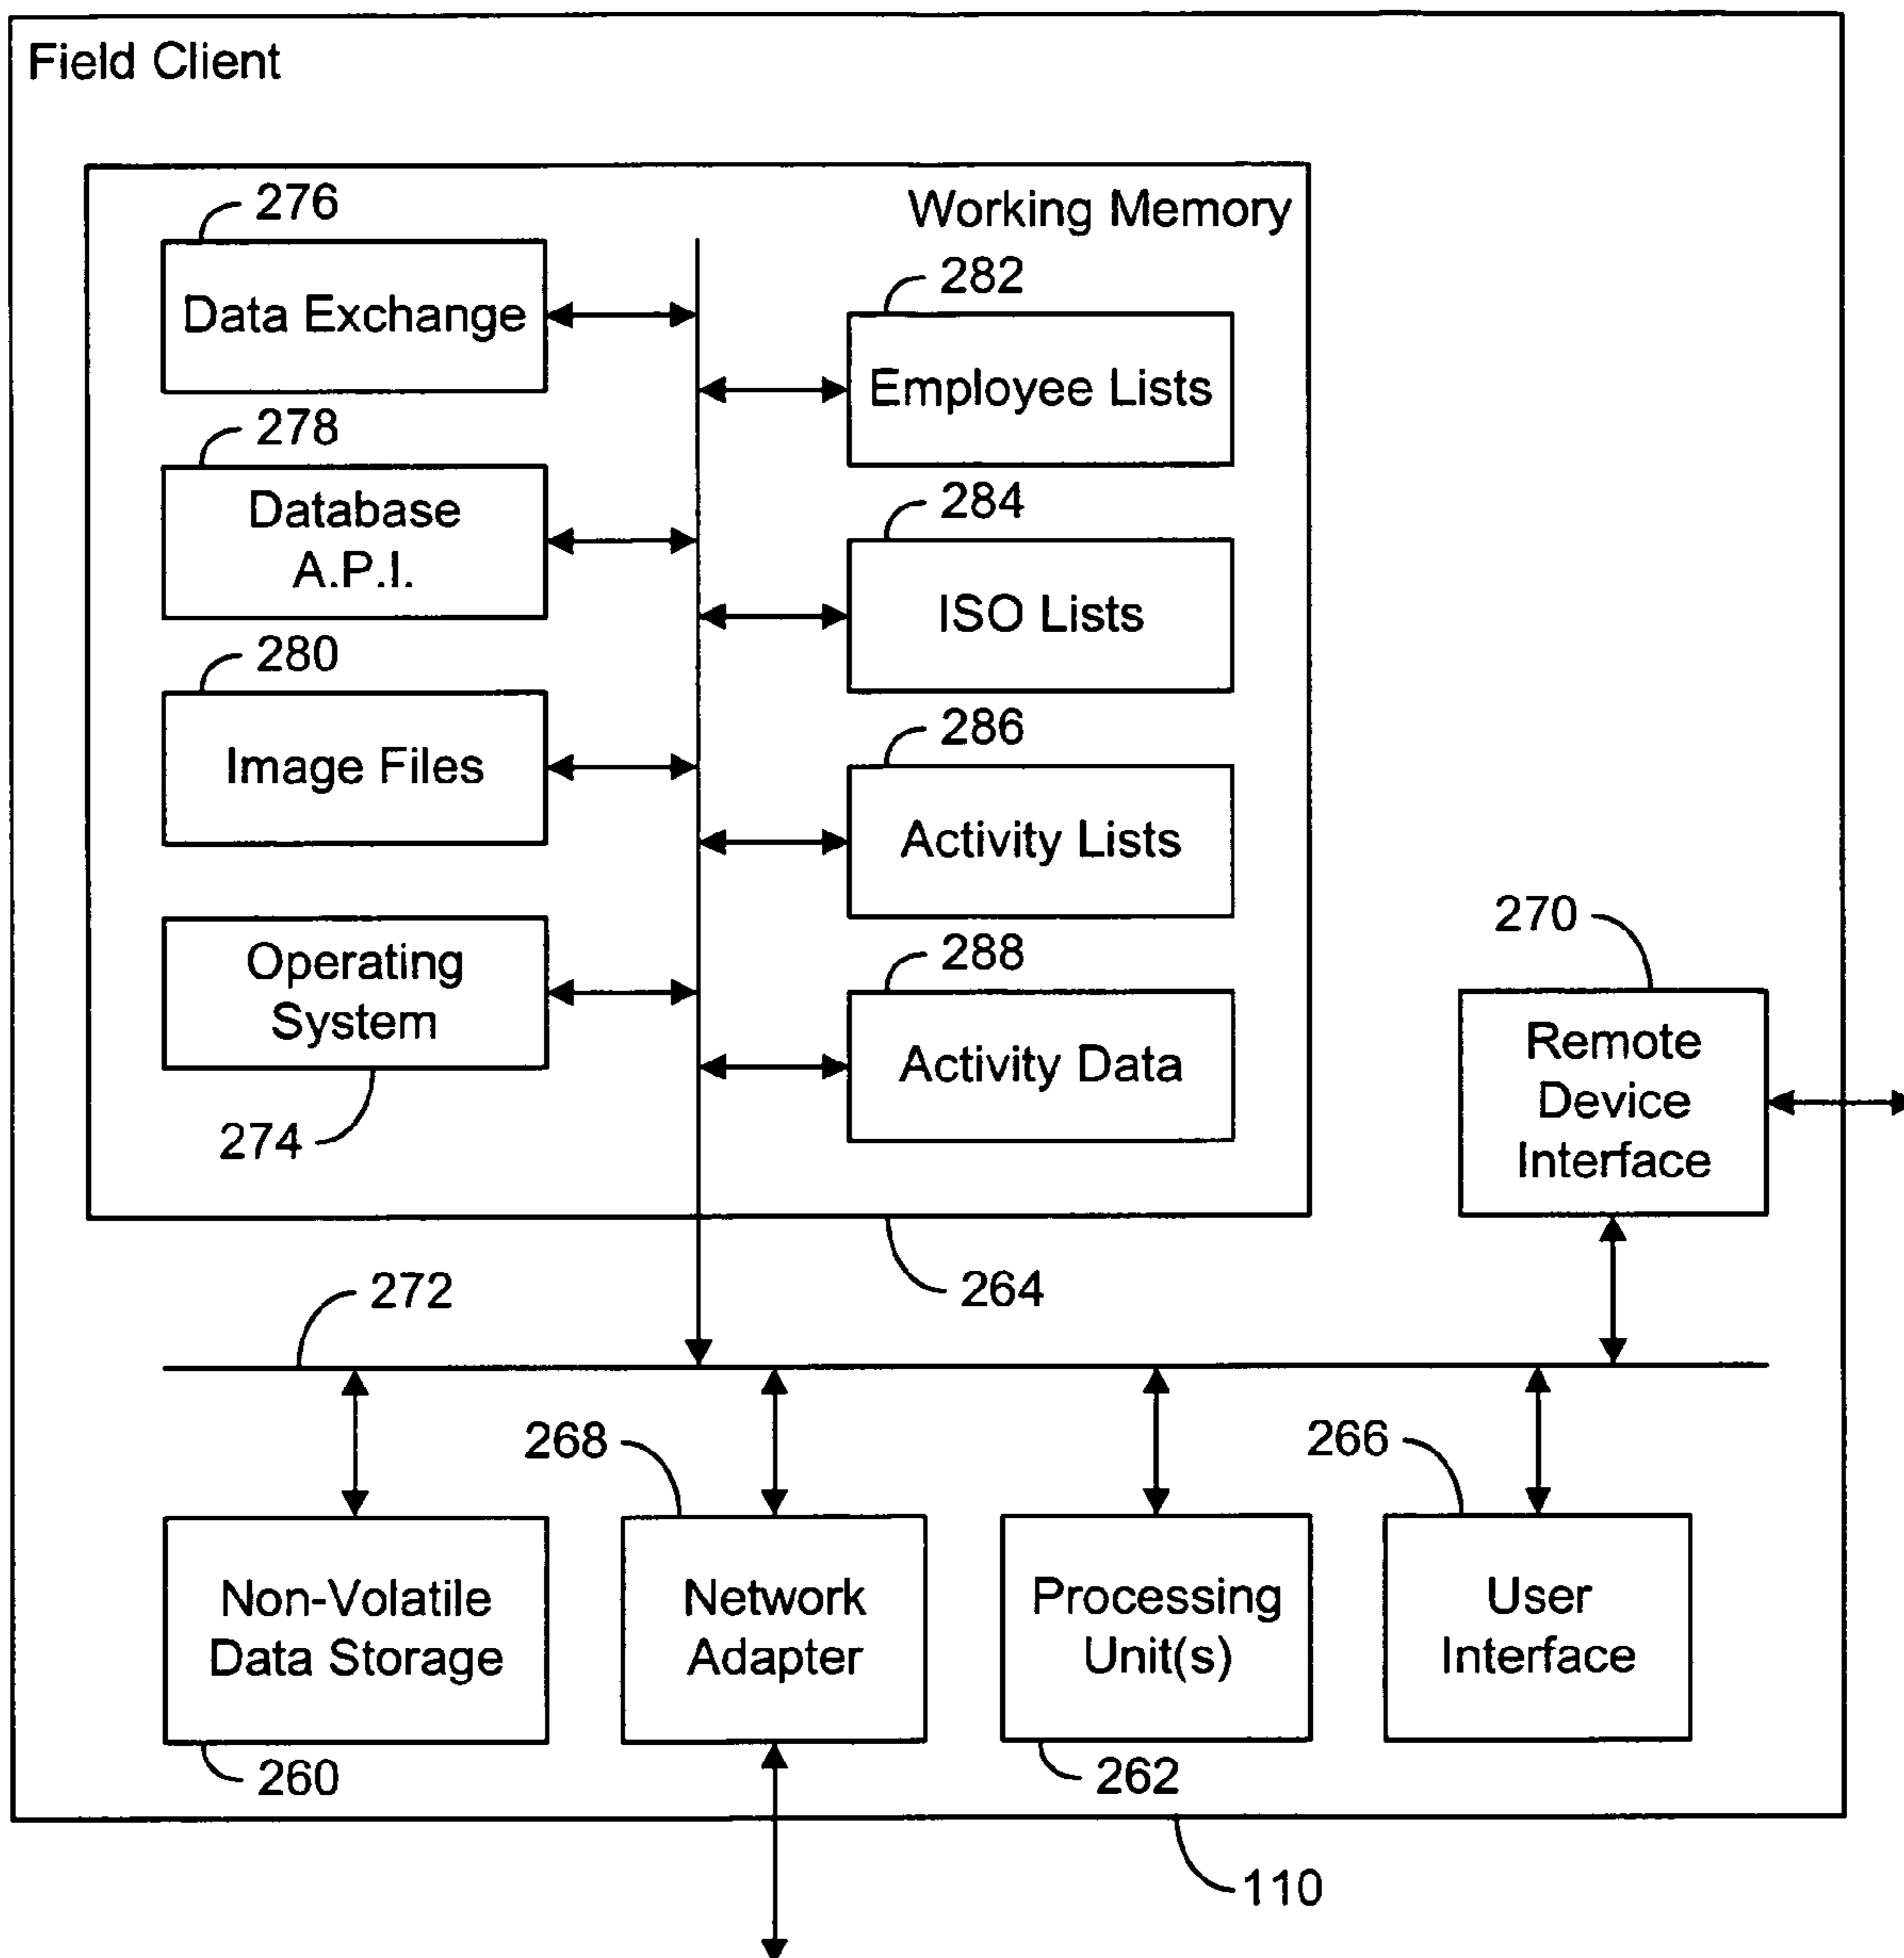 Field Client
Working Memory
276
Data Exchange
278
Database
A.P.I.
280
Image Files
Operating
System
274
282
Employee Lists
284
ISO Lists
286
Activity Lists
288
Activity Data
264
270
Remote
Device
Interface
272
Non-Volatile
Data Storage
260
268
Network
Adapter
Processing
Unit(s)
262
266
User
Interface
110